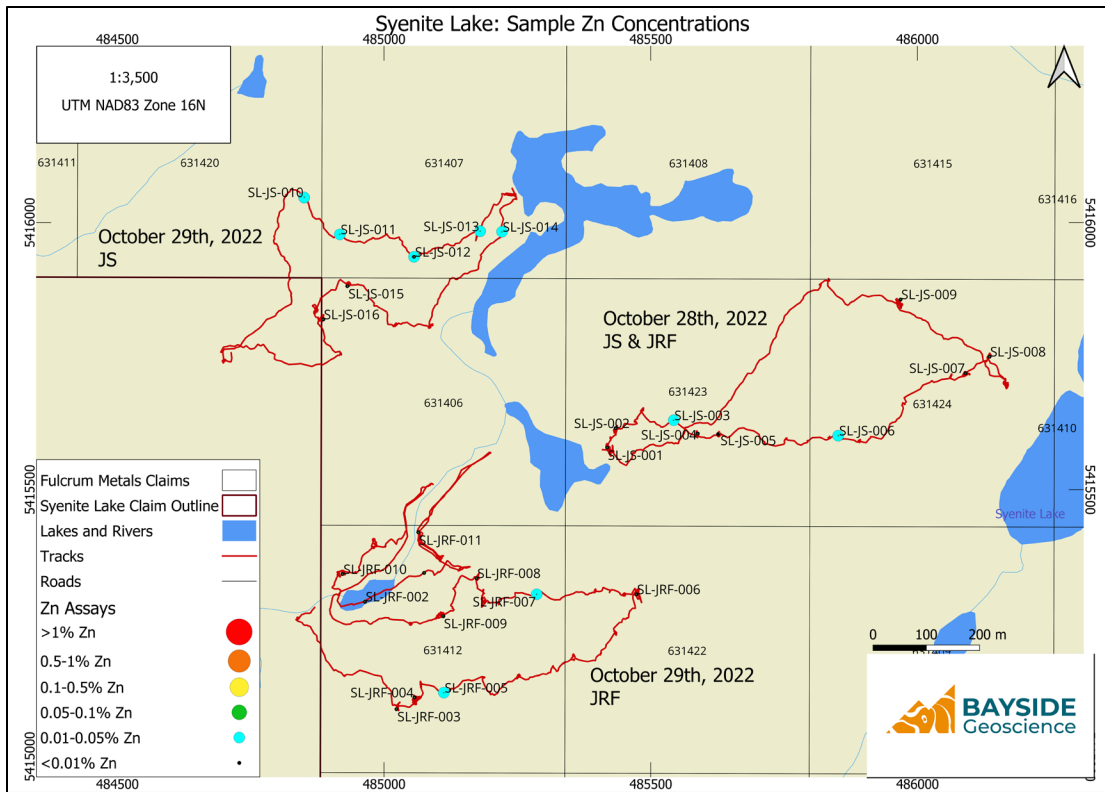 Syenite Lake: Sample Zn Concentrations
484500
485000
485500
486000
1:3,500
UTM NAD83 Zone 16N
631411
631420
631407
631408
631415
631416
5416000
5416000
SL-JS-010
SL-JS-011
SL-JS-013
SL-JS-014
SL-JS-012
October 29th, 2022
JS
SL-JS-015
SL-JS-016
SL-JS-009
October 28th, 2022
JS & JRF
SL-JS-008
SL-JS-007
631423
631406
631424
SL-JS-003
SL-JS-002
SL-JS-004
SL-JS-005
SL-JS-006
SL-JS-001
631410
5415500
5415500
Syenite Lake
SL-JRF-011
SL-JRF-010
SL-JRF-008
SL-JRF-002
SL-JRF-007
SL-JRF-006
SL-JRF-009
631412
631422
SL-JRF-004
SL-JRF-005
SL-JRF-003
October 29th, 2022
JRF
Fulcrum Metals Claims
Syenite Lake Claim Outline
Lakes and Rivers
Tracks
Roads
Zn Assays
>1% Zn
0.5-1% Zn
0.1-0.5% Zn
0.05-0.1% Zn
0.01-0.05% Zn
<0.01% Zn
0 100 200 m
BAYSIDE
Geoscience
5415000
5415000
484500
485000
485500
486000